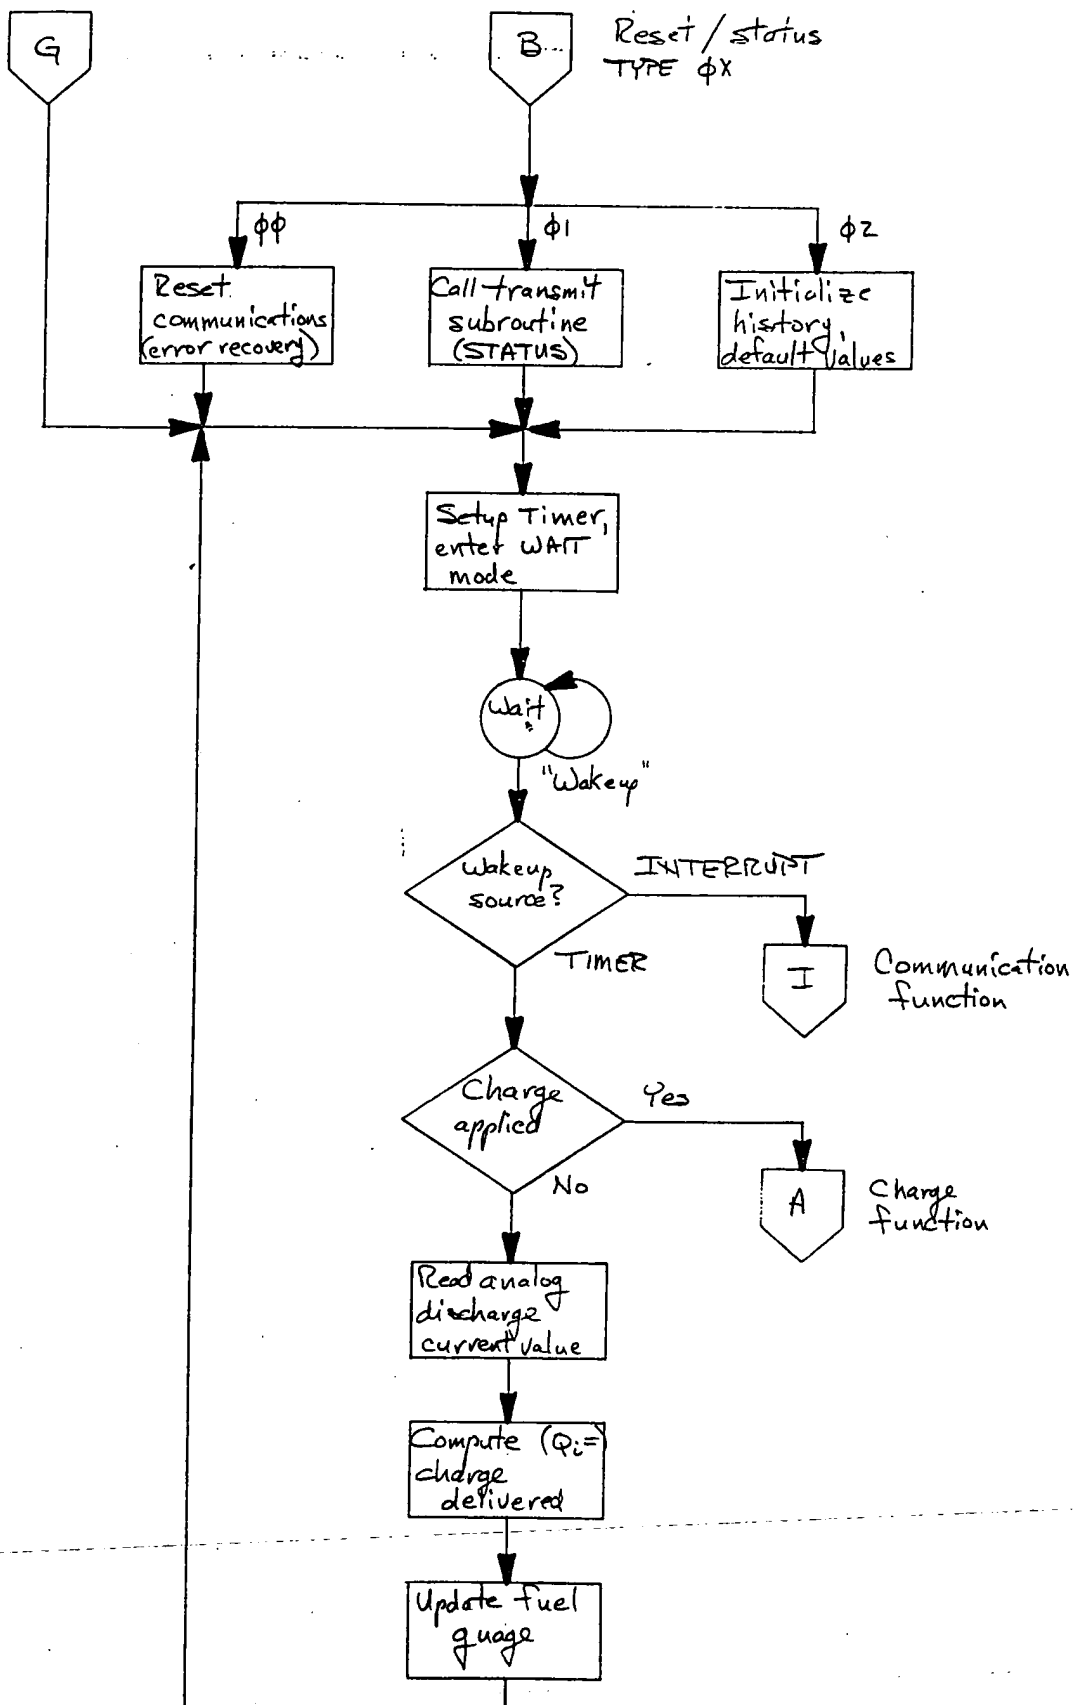 G
B
Reset / status
TYPE φX
φφ
φ1
φ2
Reset
communications
(error recovery)
Call transmit
subroutine
(STATUS)
Initialize
history,
default values
Setup Timer,
enter WAIT
mode
Wait
"Wakeup"
Wakeup
source?
INTERRUPT
TIMER
I
Communication
function
Charge
applied
Yes
No
A
Charge
function
Read analog
discharge
current value
Compute (Qi=)
charge
delivered
Update fuel
guage